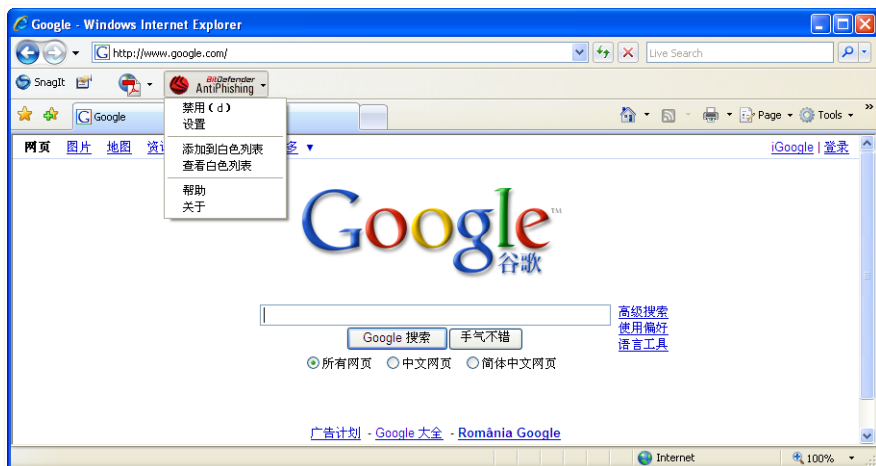 Google - Windows Internet Explorer
http://www.google.com/
Live Search
SnagIt
BitDefender
AntiPhishing
Google
Page
Tools
»
禁用 ( d )
设置
添加到白色列表
查看白色列表
帮助
关于
网页 图片 地图 资 多 ▼
iGoogle | 登录
Google™
谷歌
高级搜索
使用偏好
语言工具
Google 搜索 手气不错
所有网页 中文网页 简体中文网页
广告计划 - Google 大全 - România Google
Internet
100%